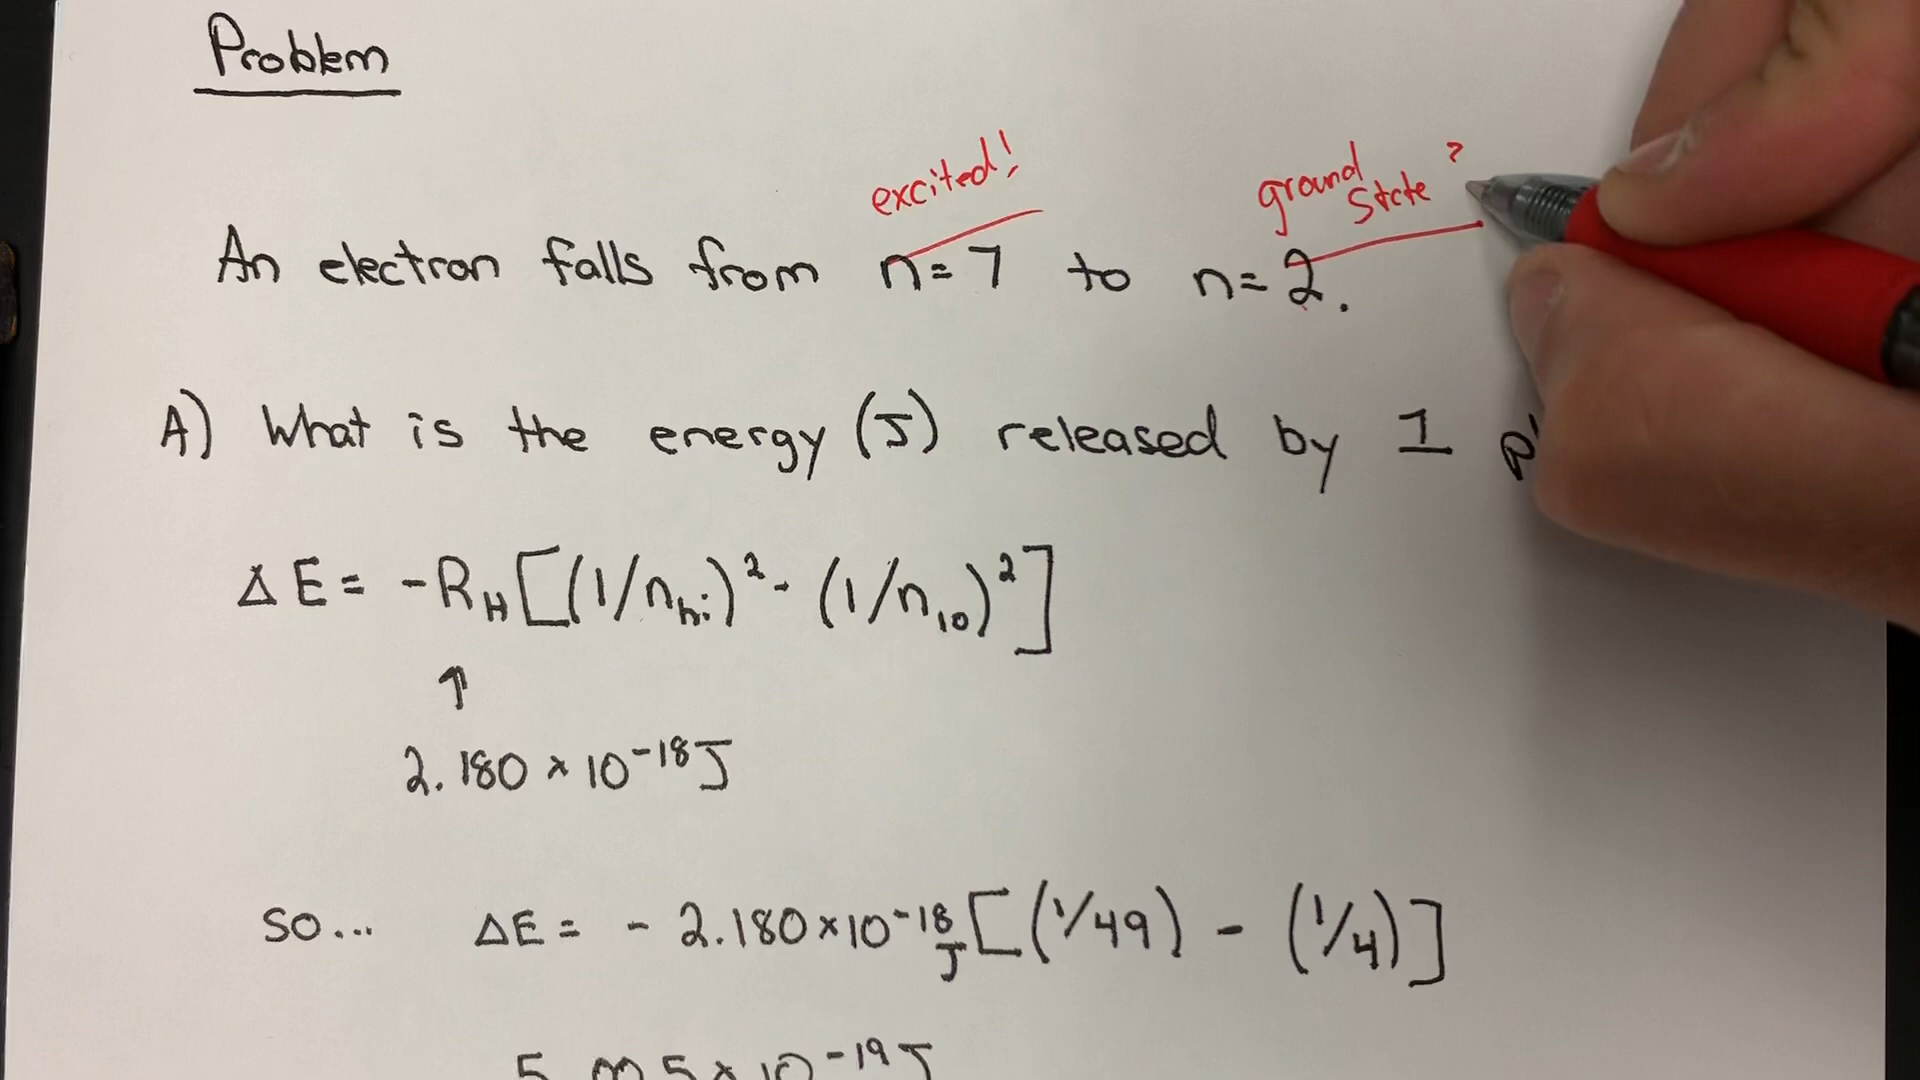 Problem
excited!
ground
state ?
An electron falls from n=7 to n=2.
A) What is the energy (J) released by 1
ΔE = -R_H[(1/n_hi)² - (1/n_lo)²]
↑
2.180 × 10⁻¹⁸ J
so... ΔE = - 2.180×10⁻¹⁸ J [(1/49) - (1/4)]
× 10⁻¹⁹ J